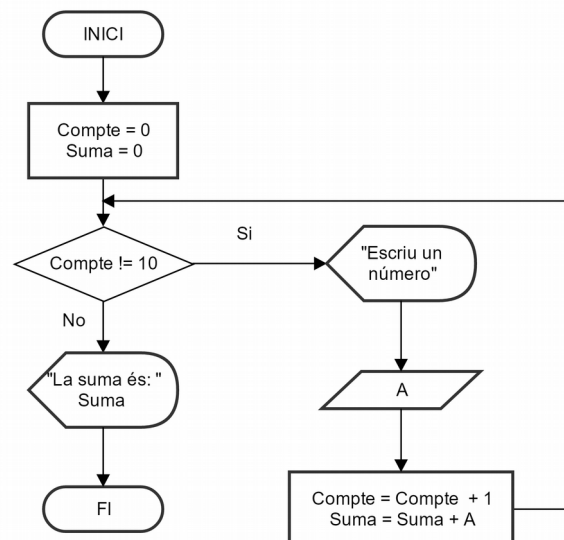 INICI
Compte = 0
Suma = 0
Compte != 10
Si
"Escriu un
número"
No
"La suma és: "
Suma
A
FI
Compte = Compte + 1
Suma = Suma + A